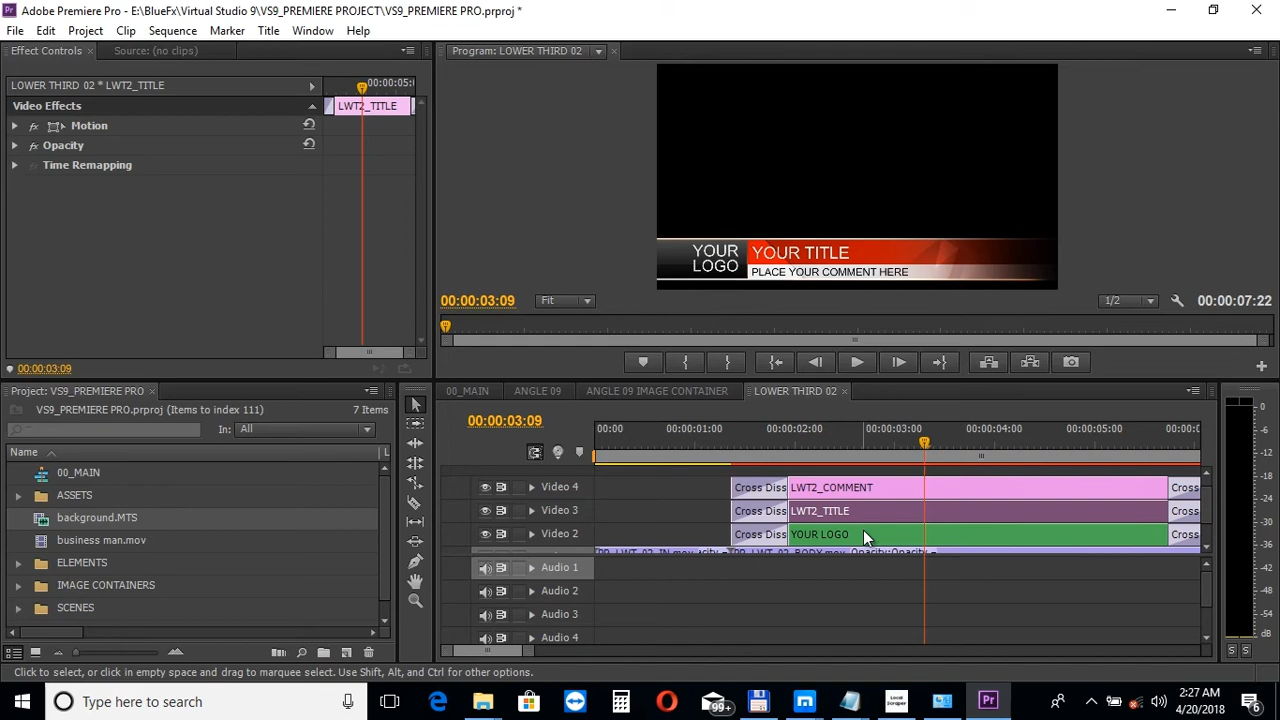 Adobe Premiere Pro - E:\BlueFx\Virtual Studio 9\VS9_PREMIERE PROJECT\VS9_PREMIERE PRO.prproj *
File Edit Project Clip Sequence Marker Title Window Help
Effect Controls Source: (no clips) Program: LOWER THIRD 02
LOWER THIRD 02 * LWT2_TITLE 00:00:05:0
Video Effects LWT2_TITLE
fx Motion
fx Opacity
Time Remapping
YOUR LOGO
YOUR TITLE
PLACE YOUR COMMENT HERE
00:00:03:09 Fit 1/2 00:00:07:22
00:00:03:09
Project: VS9_PREMIERE PRO
VS9_PREMIERE PRO.prproj (Items to index 111) 7 Items
In: All
Name L
00_MAIN
ASSETS
background.MTS
business man.mov
ELEMENTS
IMAGE CONTAINERS
SCENES
00_MAIN ANGLE 09 ANGLE 09 IMAGE CONTAINER LOWER THIRD 02
00:00:03:09
00:00 00:00:01:00 00:00:02:00 00:00:03:00 00:00:04:00 00:00:05:00 00:00:0
Video 4 Cross Diss LWT2_COMMENT Cross
Video 3 Cross Diss LWT2_TITLE Cross
Video 2 Cross Diss YOUR LOGO Cross
Audio 1
Audio 2
Audio 3
Audio 4
0
-6
-12
-18
-24
-30
-36
-42
-48
-54
S S
Click to select, or click in empty space and drag to marquee select. Use Shift, Alt, and Ctrl for other options.
Type here to search
99+
Local Scraper
Pr
2:27 AM
4/20/2018
6